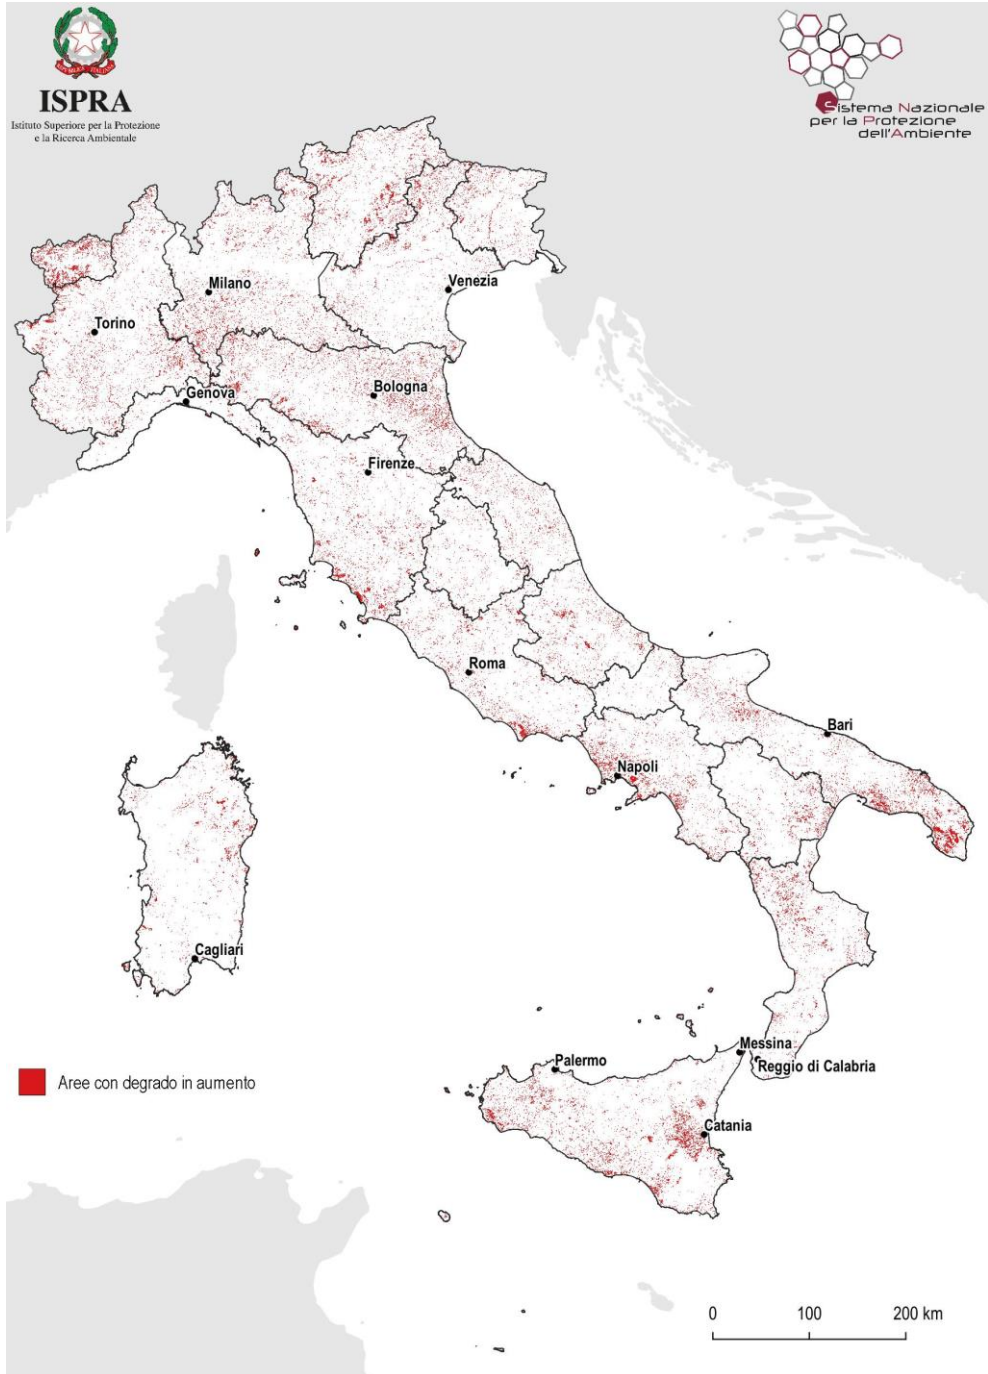 ISPRA
Istituto Superiore per la Protezione
e la Ricerca Ambientale
Sistema Nazionale
per la Protezione
dell'Ambiente
Milano
Venezia
Torino
Bologna
Genova
Firenze
Roma
Bari
Napoli
Cagliari
Messina
Palermo
Reggio di Calabria
Aree con degrado in aumento
Catania
0 100 200 km